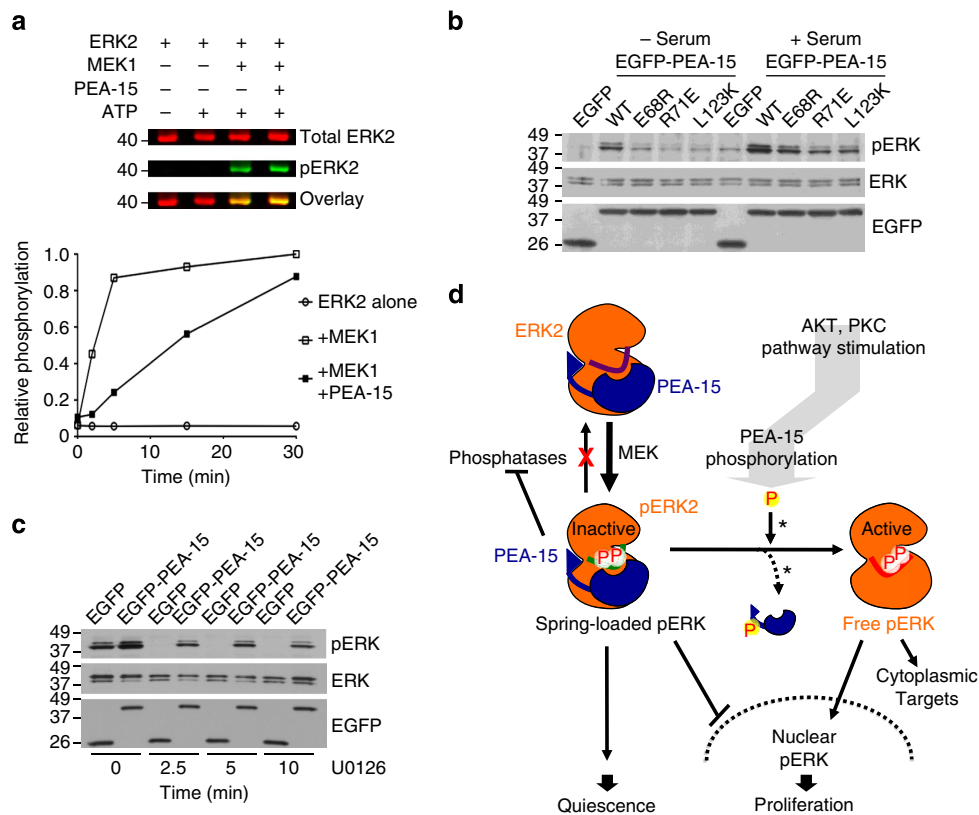 a
ERK2 + + + +
MEK1 – – + +
PEA-15 – – – +
ATP – + + +
40 Total ERK2
40 pERK2
40 Overlay
Relative phosphorylation
1.0
0.8
0.6
0.4
0.2
0
0 10 20 30
Time (min)
ERK2 alone
+MEK1
+MEK1
+PEA-15
b
– Serum + Serum
EGFP-PEA-15 EGFP-PEA-15
EGFP WT E68R R71E L123K EGFP WT E68R R71E L123K
49
37
pERK
49
37
ERK
49
37
26
EGFP
c
EGFP EGFP-PEA-15 EGFP EGFP-PEA-15 EGFP EGFP-PEA-15 EGFP EGFP-PEA-15
49
37
pERK
49
37
ERK
49
37
26
EGFP
0 2.5 5 10 U0126
Time (min)
d
ERK2
PEA-15
AKT, PKC
pathway stimulation
Phosphatases
X
MEK
PEA-15
phosphorylation
P
*
*
pERK2
Inactive
PP
PEA-15
Spring-loaded pERK
P
Active
PP
Free pERK
Cytoplasmic
Targets
Nuclear
pERK
Quiescence
Proliferation